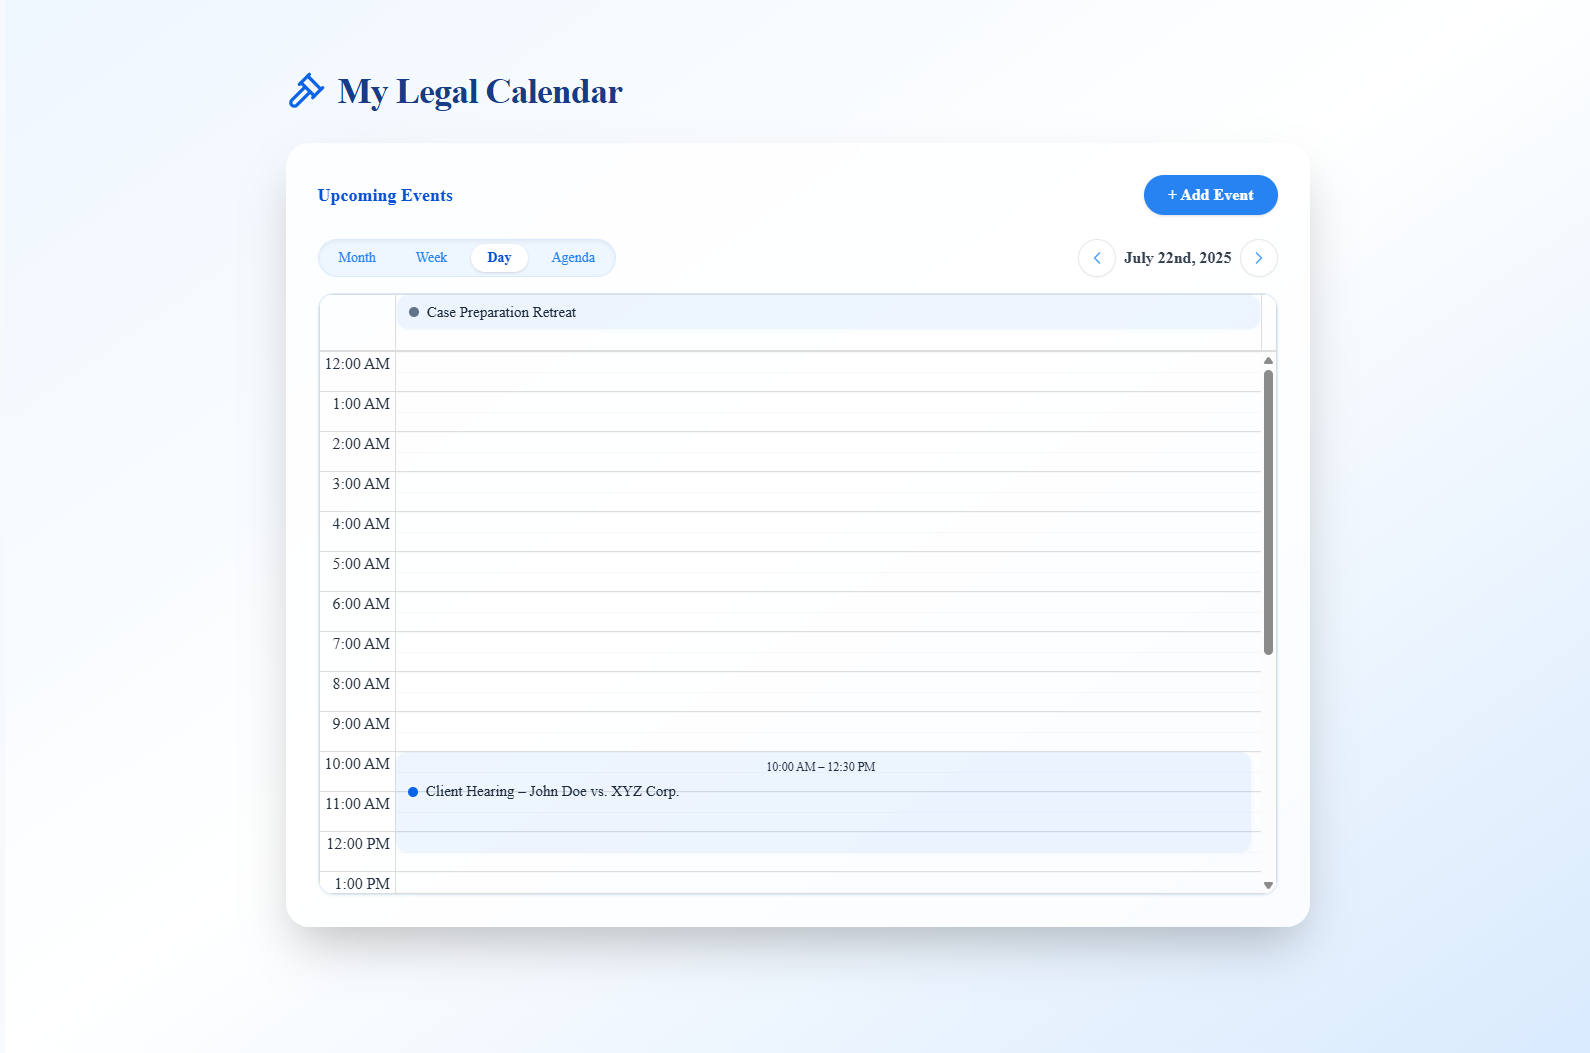 My Legal Calendar
Upcoming Events
+ Add Event
Month Week Day Agenda
July 22nd, 2025
Case Preparation Retreat
12:00 AM
1:00 AM
2:00 AM
3:00 AM
4:00 AM
5:00 AM
6:00 AM
7:00 AM
8:00 AM
9:00 AM
10:00 AM
10:00 AM – 12:30 PM
Client Hearing – John Doe vs. XYZ Corp.
11:00 AM
12:00 PM
1:00 PM